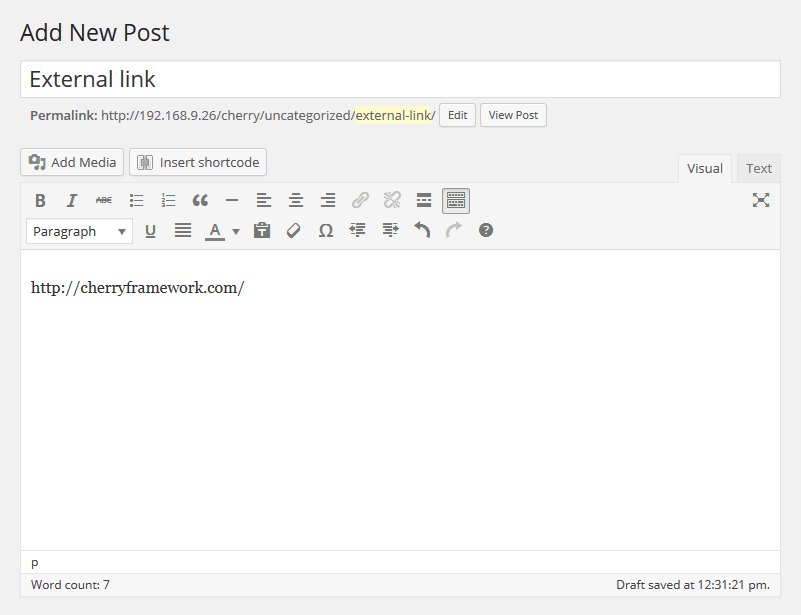 Add New Post
External link
Permalink: http://192.168.9.26/cherry/uncategorized/external-link/ Edit View Post
Add Media Insert shortcode Visual Text
B I ABC
Paragraph U A T Ω ?
http://cherryframework.com/
p
Word count: 7 Draft saved at 12:31:21 pm.